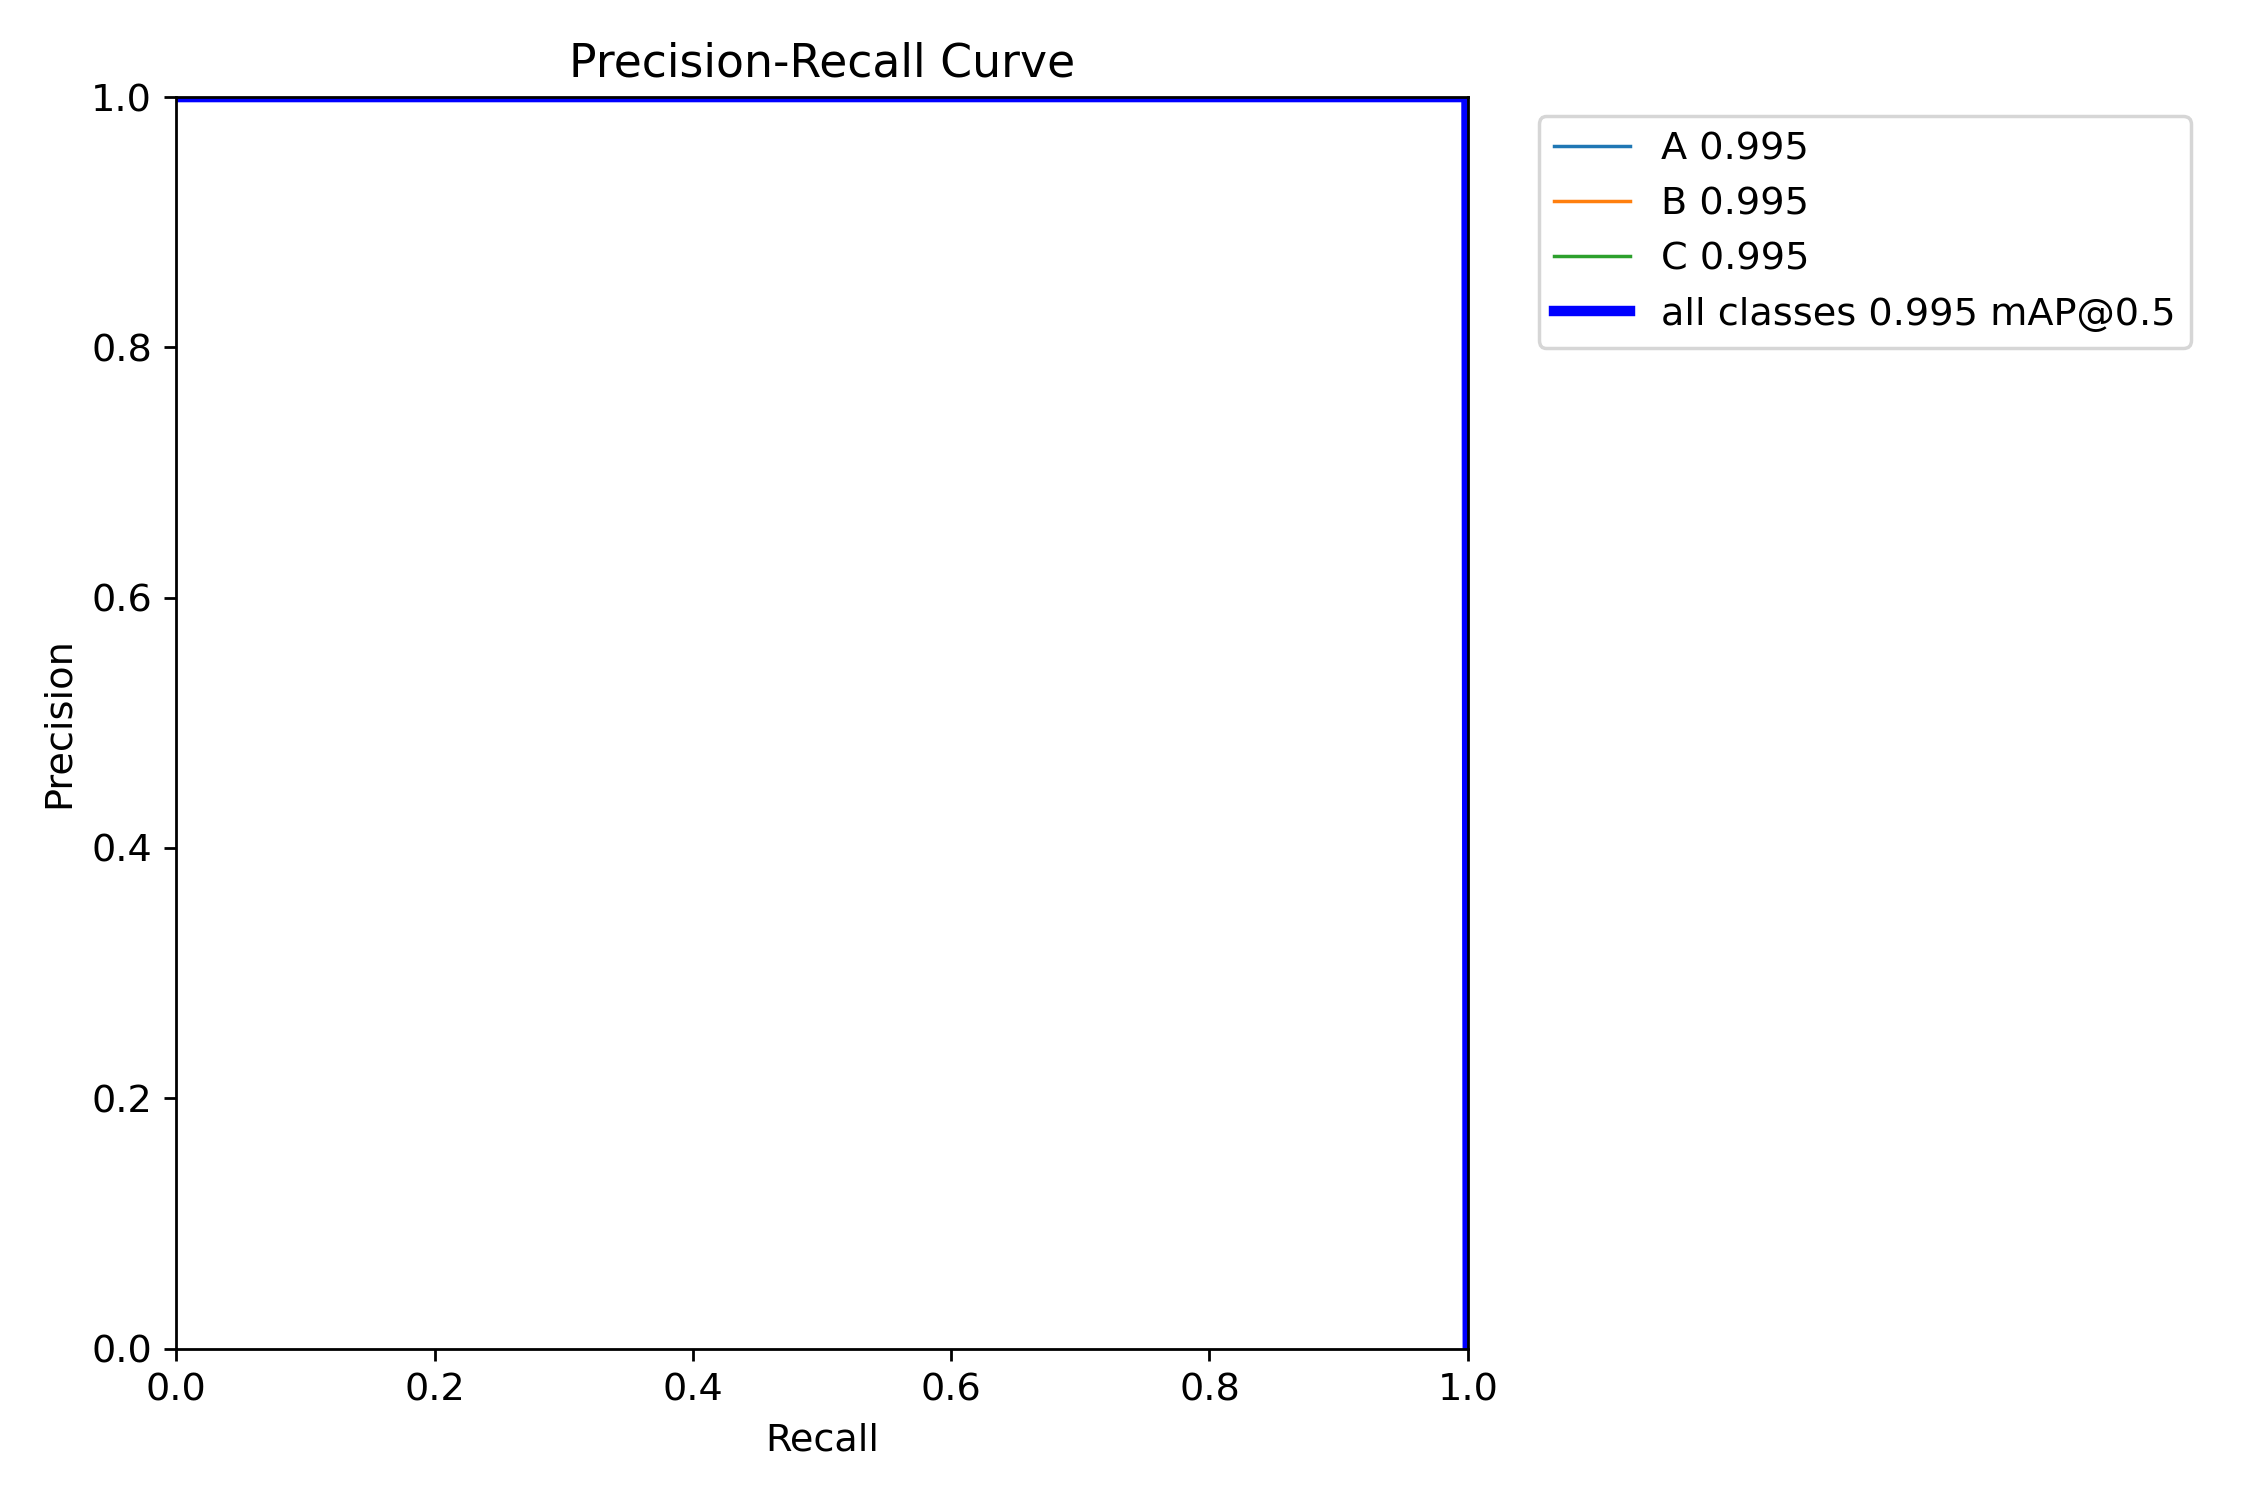 Precision-Recall Curve
1.0
0.8
0.6
0.4
0.2
0.0
Precision
0.0 0.2 0.4 0.6 0.8 1.0
Recall
A 0.995
B 0.995
C 0.995
all classes 0.995 mAP@0.5